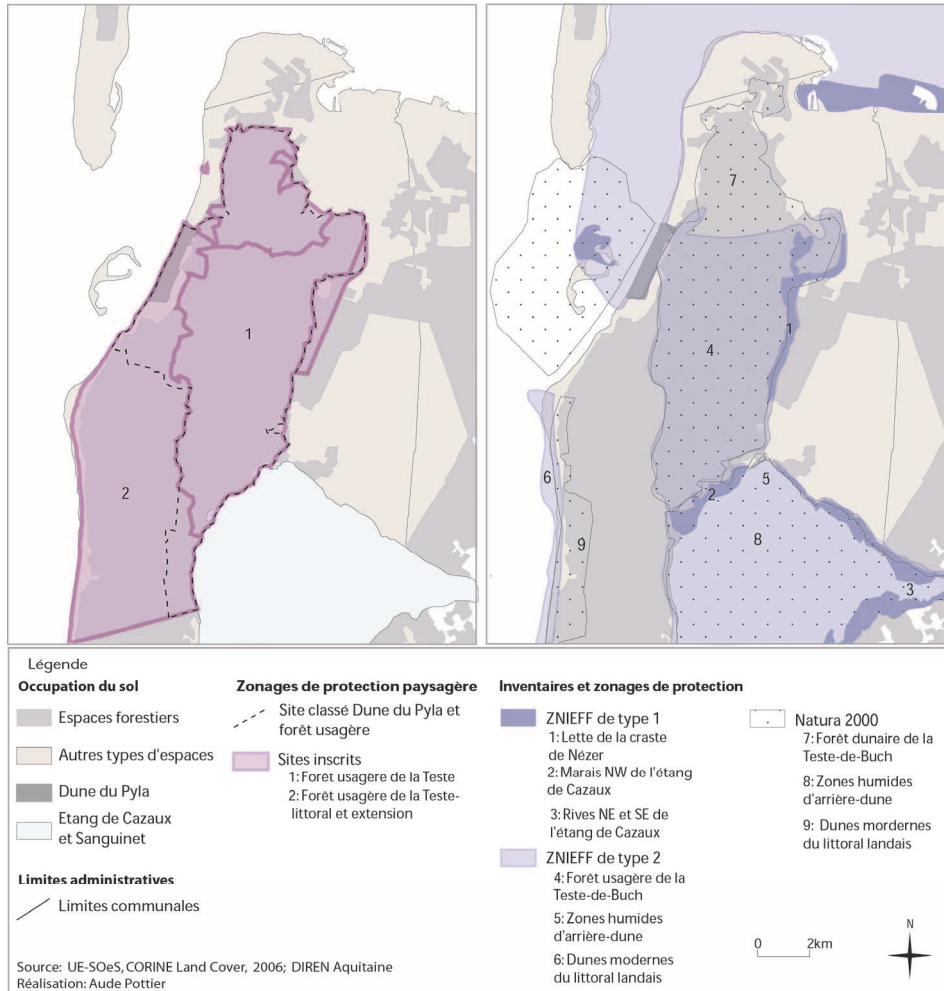 1
2
7
1
4
6
2
5
8
9
3
Légende
Occupation du sol
Espaces forestiers
Autres types d'espaces
Dune du Pyla
Etang de Cazaux
et Sanguinet
Limites administratives
Limites communales
Zonages de protection paysagère
Site classé Dune du Pyla et
forêt usagère
Sites inscrits
1: Forêt usagère de la Teste
2: Forêt usagère de la Teste-
littoral et extension
Inventaires et zonages de protection
ZNIEFF de type 1
1: Lette de la craste
de Nézer
2: Marais NW de l'étang
de Cazaux
3: Rives NE et SE de
l'étang de Cazaux
ZNIEFF de type 2
4: Forêt usagère de la
Teste-de-Buch
5: Zones humides
d'arrière-dune
6: Dunes modernes
du littoral landais
Natura 2000
7: Forêt dunaire de la
Teste-de-Buch
8: Zones humides
d'arrière-dune
9: Dunes mordernes
du littoral landais
0 2km
N
Source: UE-SOeS, CORINE Land Cover, 2006; DIREN Aquitaine
Réalisation: Aude Pottier